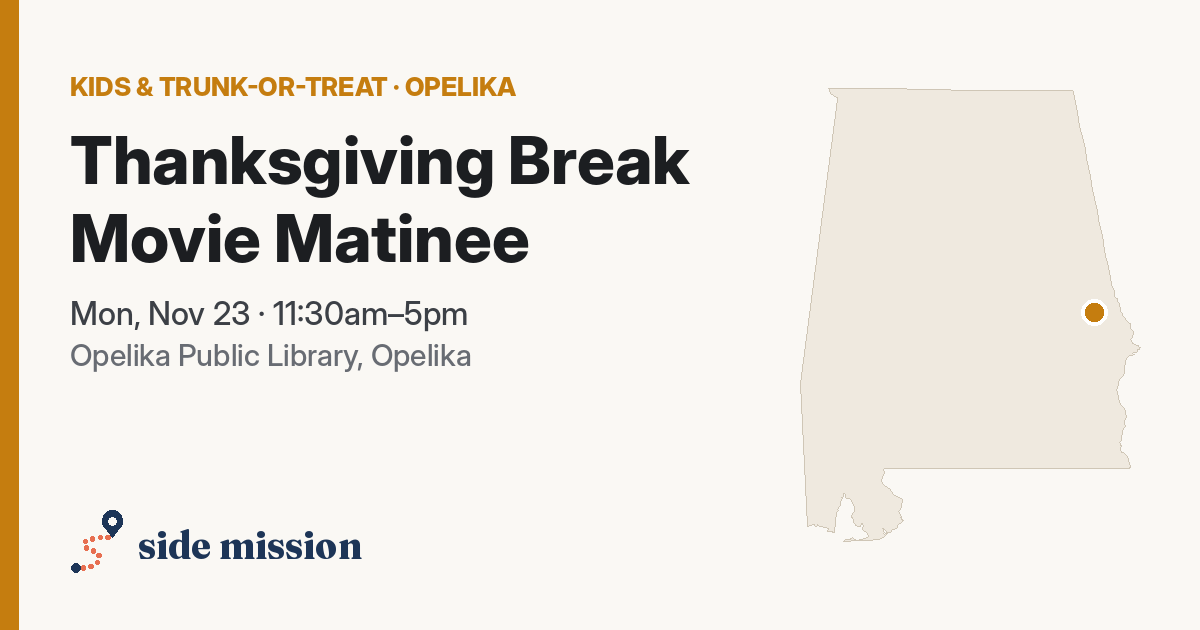 KIDS & TRUNK-OR-TREAT · OPELIKA
Thanksgiving Break
Movie Matinee
Mon, Nov 23 · 11:30am–5pm
Opelika Public Library, Opelika
side mission